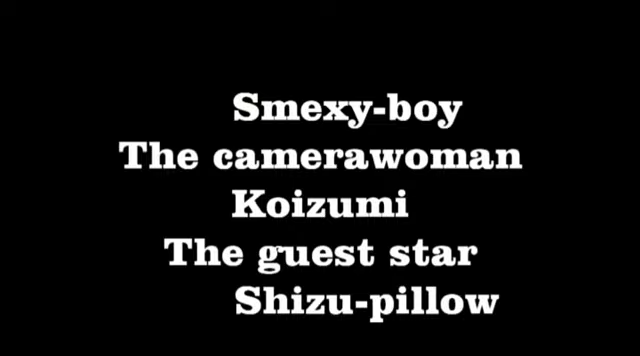 Smexy-boy
The camerawoman
Koizumi
The guest star
Shizu-pillow